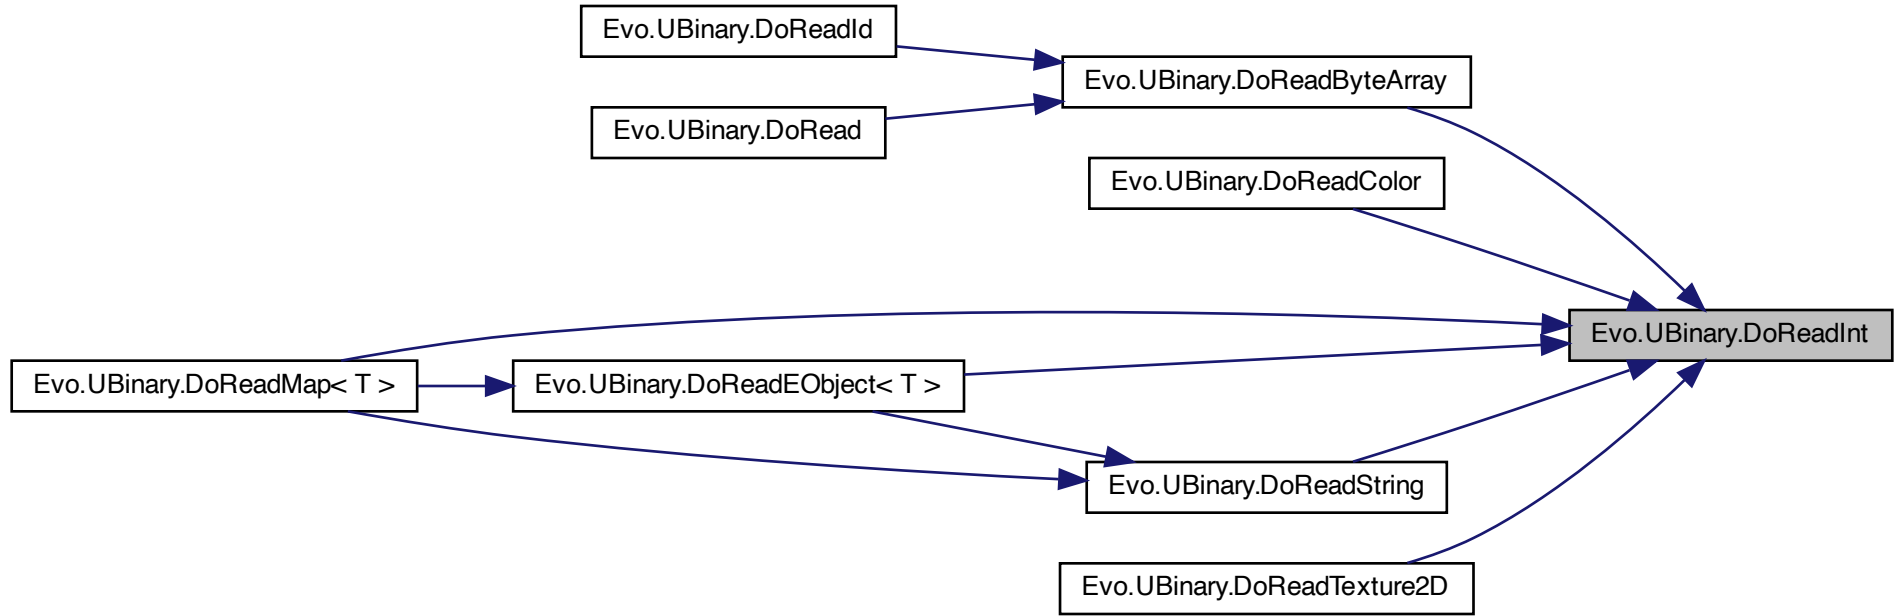 Evo.UBinary.DoReadId
Evo.UBinary.DoReadByteArray
Evo.UBinary.DoRead
Evo.UBinary.DoReadColor
Evo.UBinary.DoReadInt
Evo.UBinary.DoReadMap< T >
Evo.UBinary.DoReadEObject< T >
Evo.UBinary.DoReadString
Evo.UBinary.DoReadTexture2D